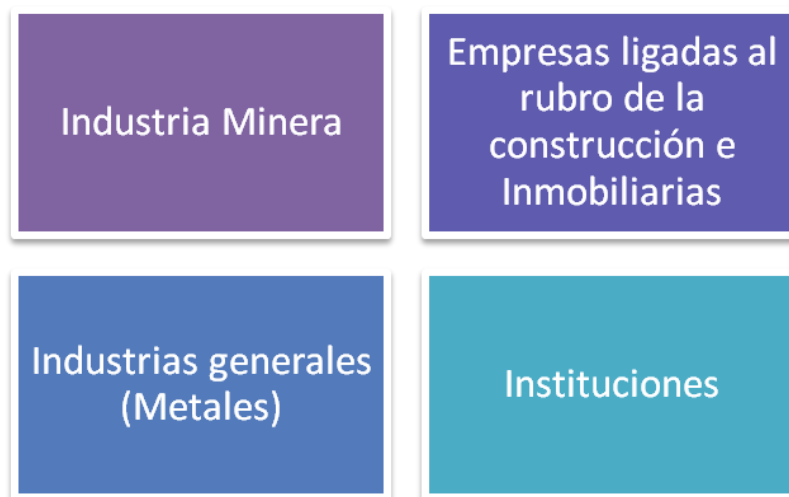 Industria Minera
Empresas ligadas al
rubro de la
construcción e
Inmobiliarias
Industrias generales
(Metales)
Instituciones